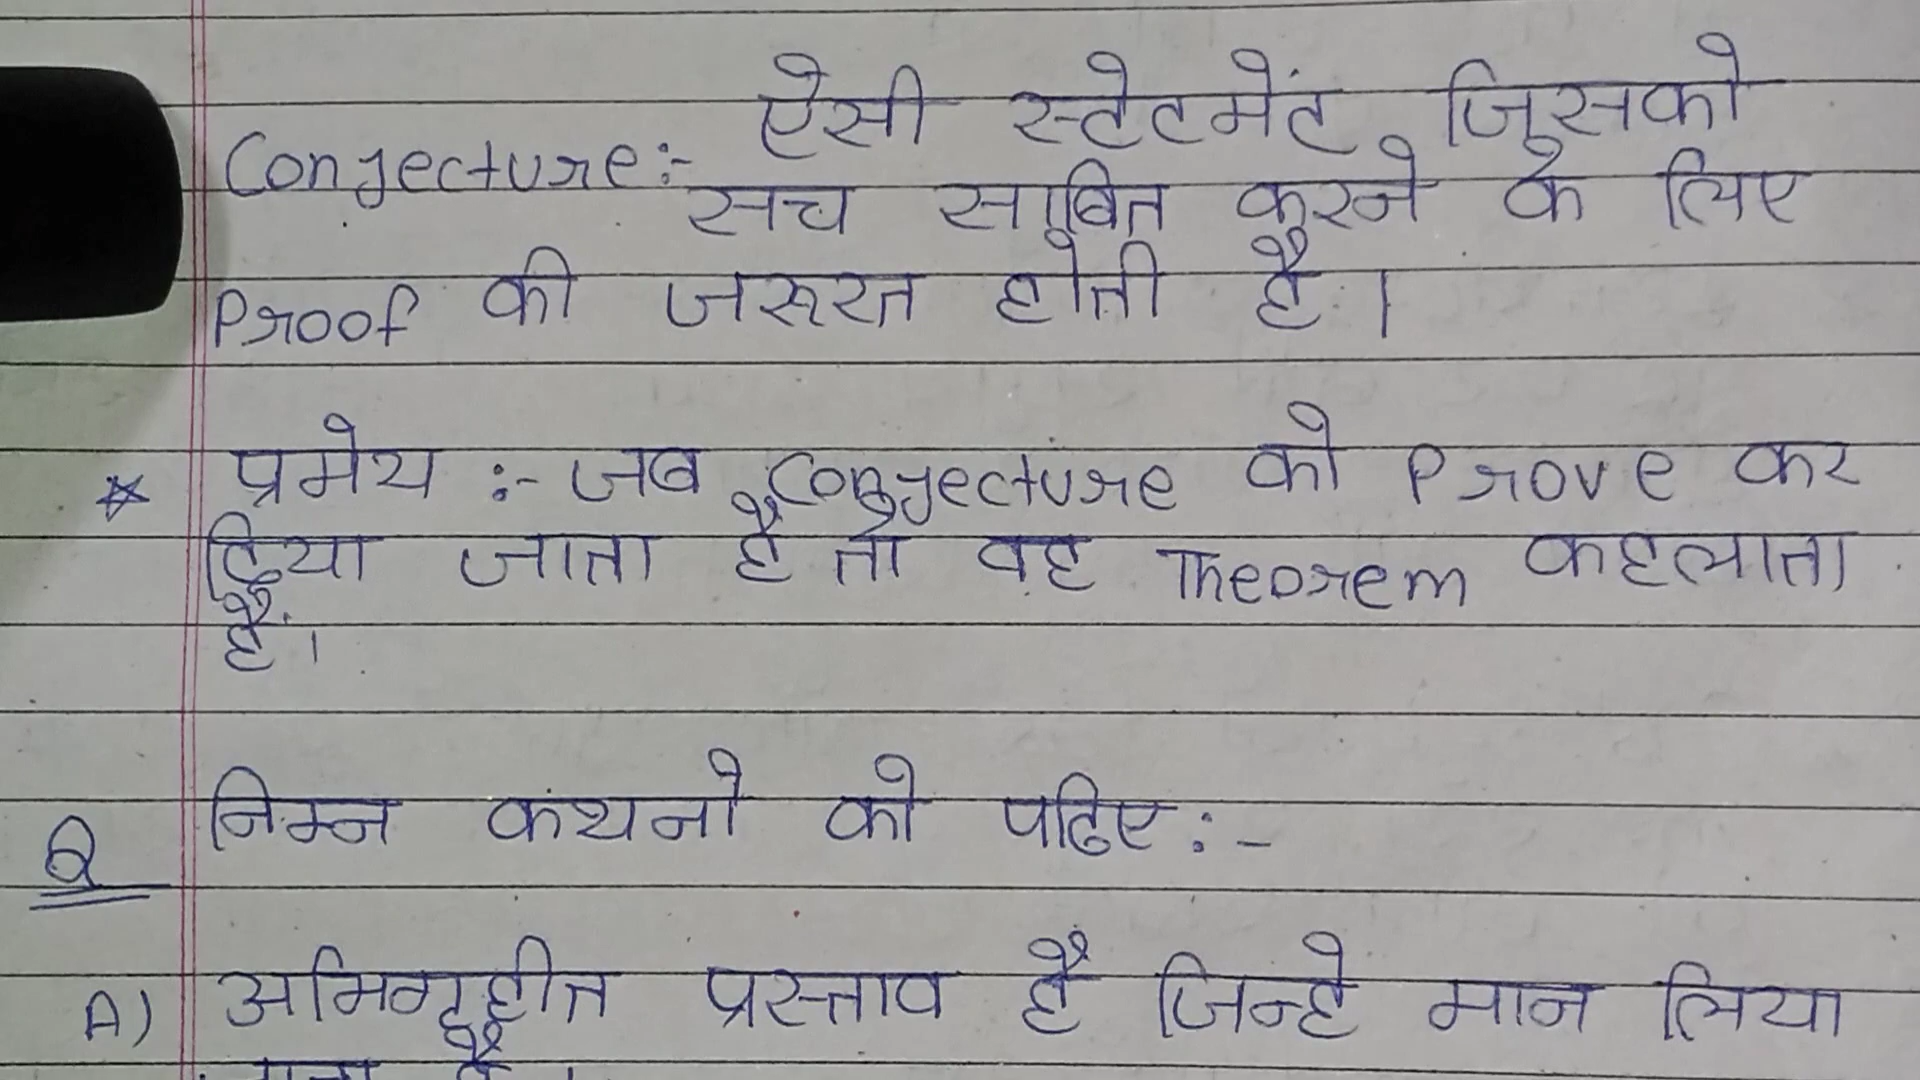 ऐसी स्टेटमेंट जिसको
Conjecture:- सच साबित करने के लिए
Proof की जरूरत होती है।
* प्रमेय :- जब Conjecture को Prove कर
दिया जाता है तो वह Theorem कहलाता
है।
Q निम्न कथनो को पढिए :-
A) अभिगृहीत प्रस्ताव है जिन्हे मान लिया
जाता है।